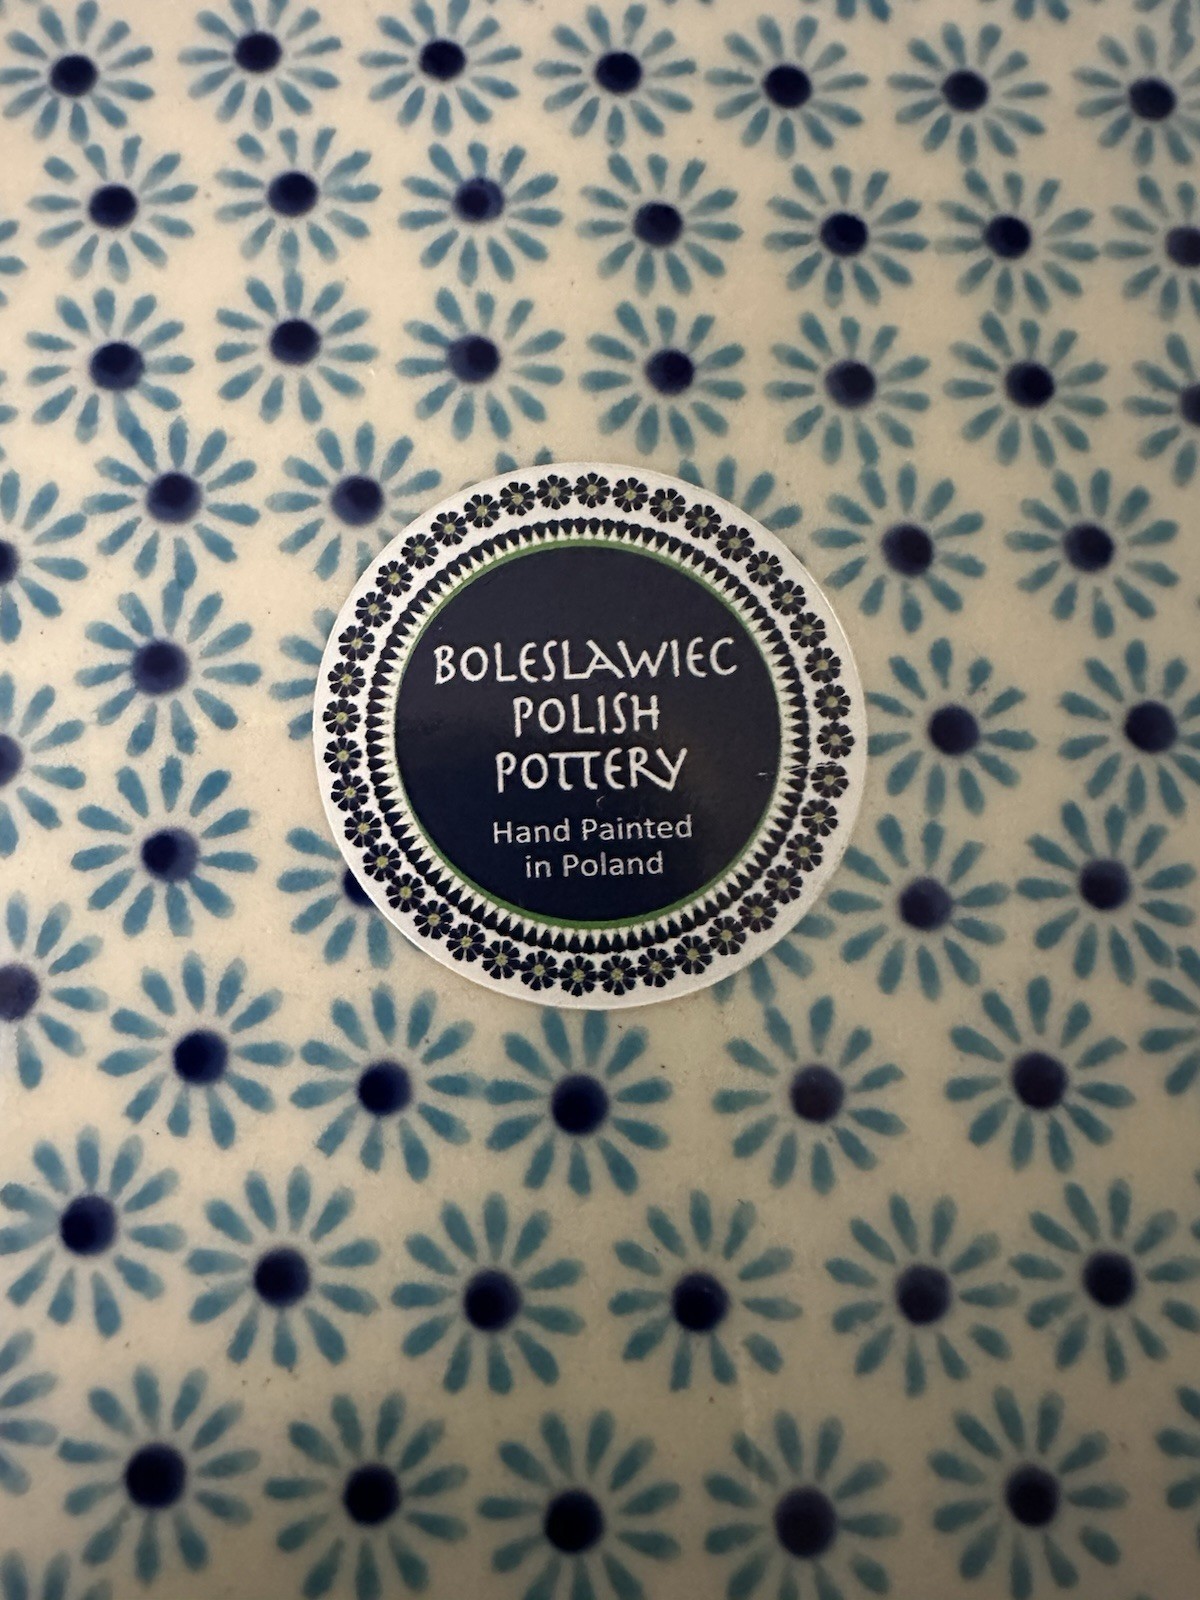 BOLESLAWIEC
POLISH
POTTERY
Hand Painted
in Poland